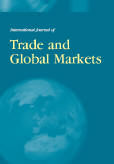 International Journal of
Trade and
Global Markets